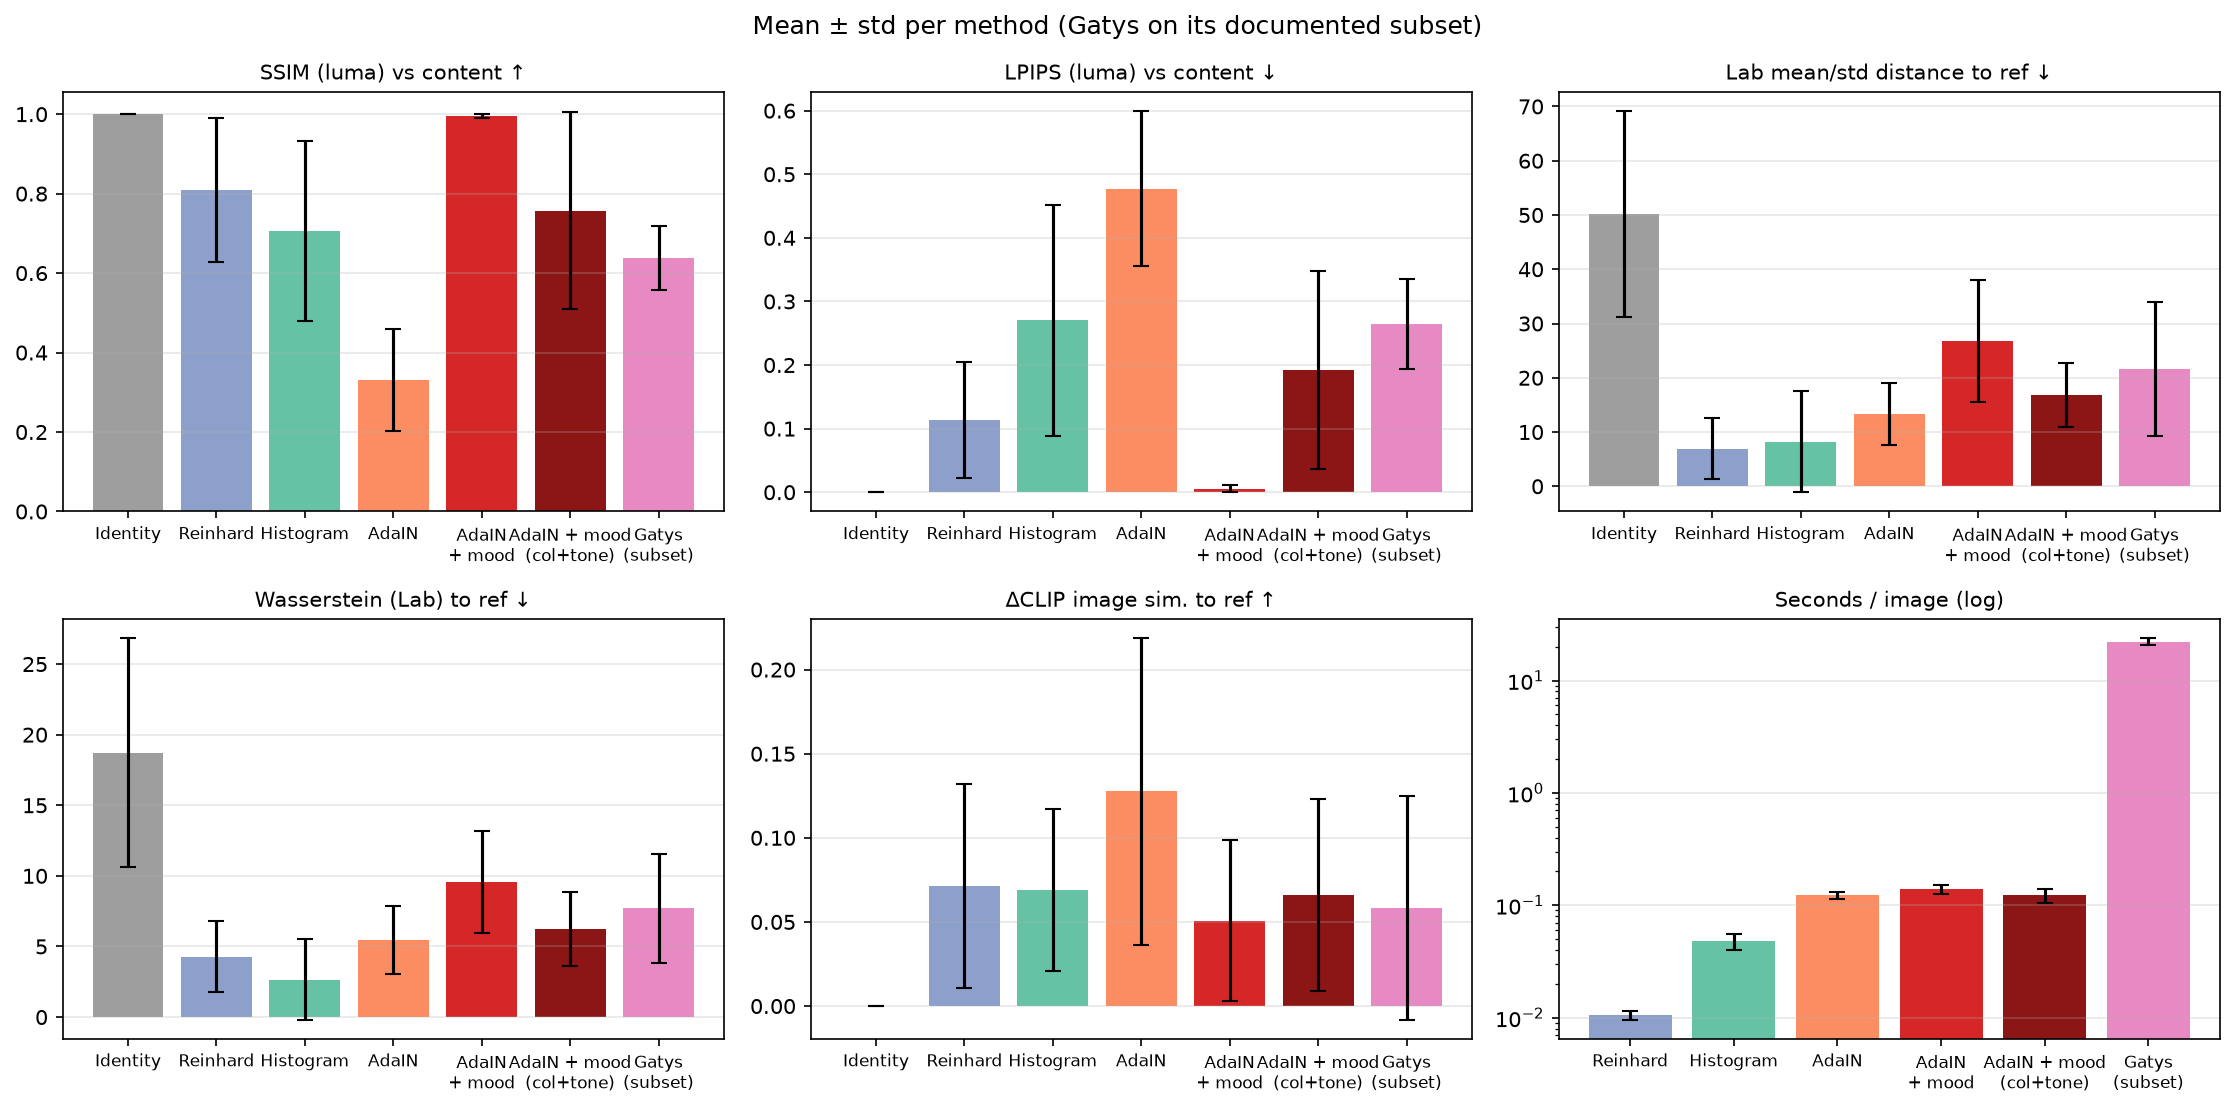 Mean ± std per method (Gatys on its documented subset)
SSIM (luma) vs content ↑
1.0
0.8
0.6
0.4
0.2
0.0
Identity Reinhard Histogram AdaIN AdaIN + mood AdaIN + mood (col+tone) Gatys (subset)
LPIPS (luma) vs content ↓
0.6
0.5
0.4
0.3
0.2
0.1
0.0
Identity Reinhard Histogram AdaIN AdaIN + mood AdaIN + mood (col+tone) Gatys (subset)
Lab mean/std distance to ref ↓
70
60
50
40
30
20
10
0
Identity Reinhard Histogram AdaIN AdaIN + mood AdaIN + mood (col+tone) Gatys (subset)
Wasserstein (Lab) to ref ↓
25
20
15
10
5
0
Identity Reinhard Histogram AdaIN AdaIN + mood AdaIN + mood (col+tone) Gatys (subset)
ΔCLIP image sim. to ref ↑
0.20
0.15
0.10
0.05
0.00
Identity Reinhard Histogram AdaIN AdaIN + mood AdaIN + mood (col+tone) Gatys (subset)
Seconds / image (log)
10¹
10⁰
10⁻¹
10⁻²
Reinhard Histogram AdaIN AdaIN + mood AdaIN + mood (col+tone) Gatys (subset)